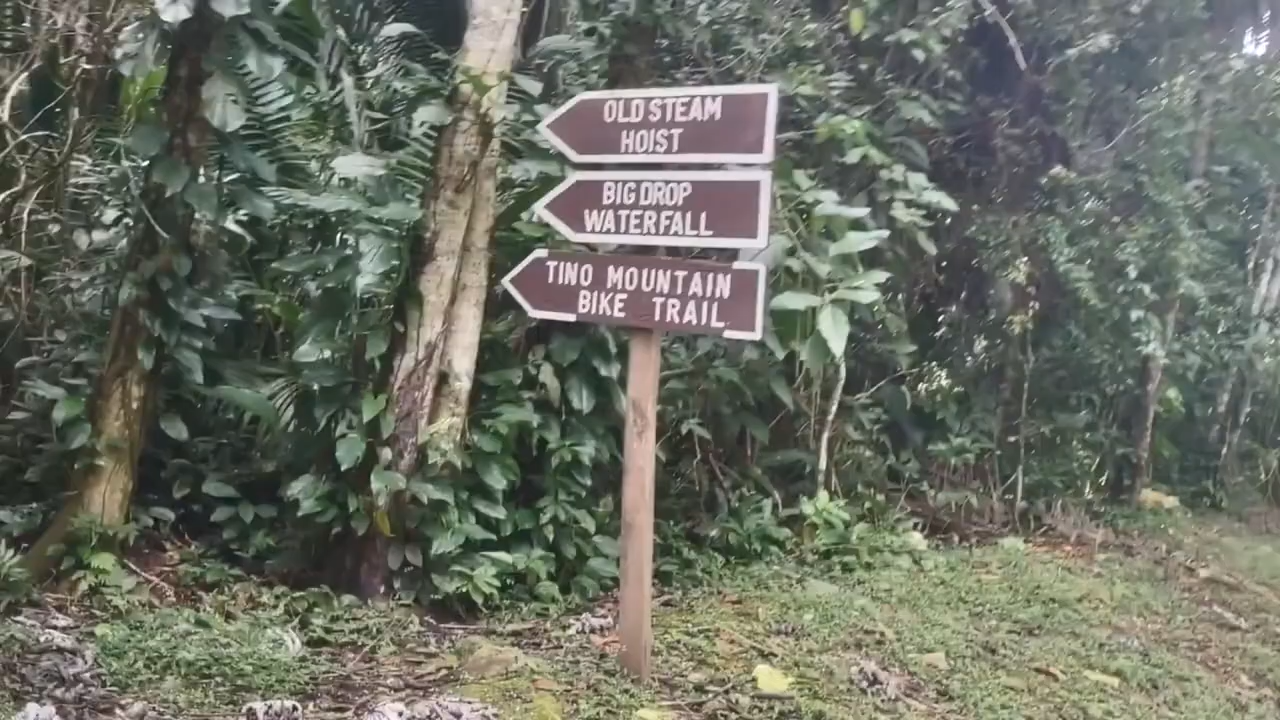 OLD STEAM
HOIST
BIG DROP
WATERFALL
TINO MOUNTAIN
BIKE TRAIL